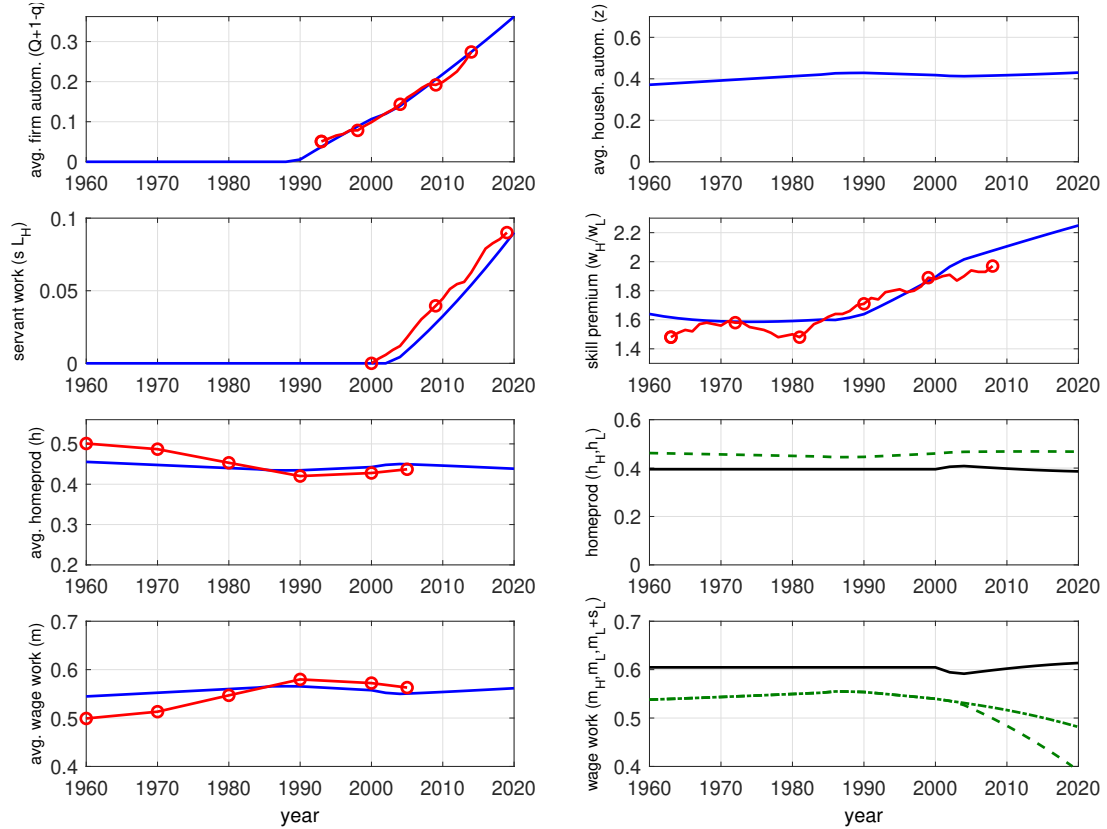 avg. firm autom. (Q+1-q)
0.3
0.2
0.1
0
1960 1970 1980 1990 2000 2010 2020
avg. househ. autom. (z)
0.6
0.4
0.2
0
1960 1970 1980 1990 2000 2010 2020
servant work (s L_H)
0.1
0.05
0
1960 1970 1980 1990 2000 2010 2020
skill premium (w_H/w_L)
2.2
2
1.8
1.6
1.4
1960 1970 1980 1990 2000 2010 2020
avg. homeprod (h)
0.5
0.4
0.3
0.2
1960 1970 1980 1990 2000 2010 2020
homeprod (h_H,h_L)
0.6
0.4
0.2
0
1960 1970 1980 1990 2000 2010 2020
avg. wage work (m)
0.7
0.6
0.5
0.4
1960 1970 1980 1990 2000 2010 2020
year
wage work (m_H,m_L,m_L+s_L)
0.7
0.6
0.5
0.4
1960 1970 1980 1990 2000 2010 2020
year